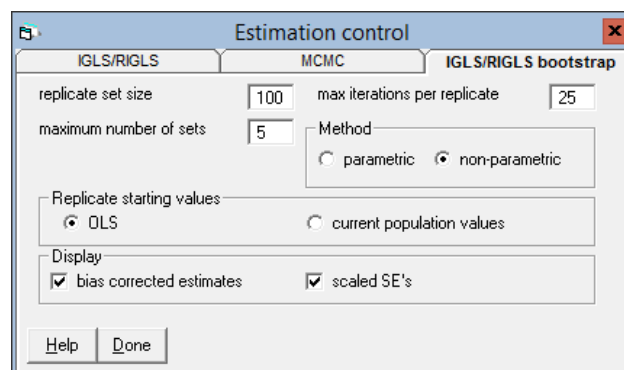 Estimation control
IGLS/RIGLS MCMC IGLS/RIGLS bootstrap
replicate set size 100 max iterations per replicate 25
maximum number of sets 5 Method
parametric non-parametric
Replicate starting values
OLS current population values
Display
bias corrected estimates scaled SE's
Help Done